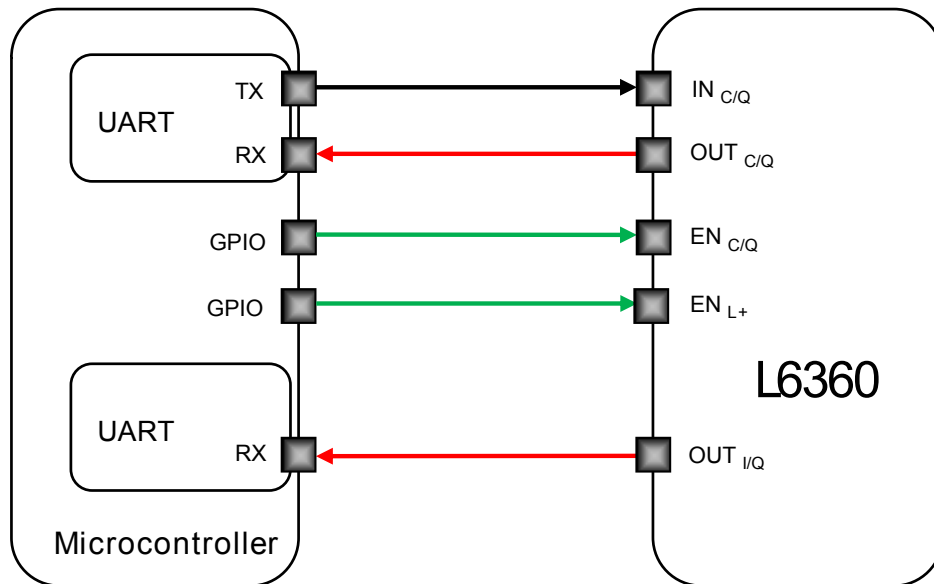 TX IN C/Q
UART
RX OUT C/Q
GPIO EN C/Q
GPIO EN L+
L6360
UART
RX OUT I/Q
Microcontroller